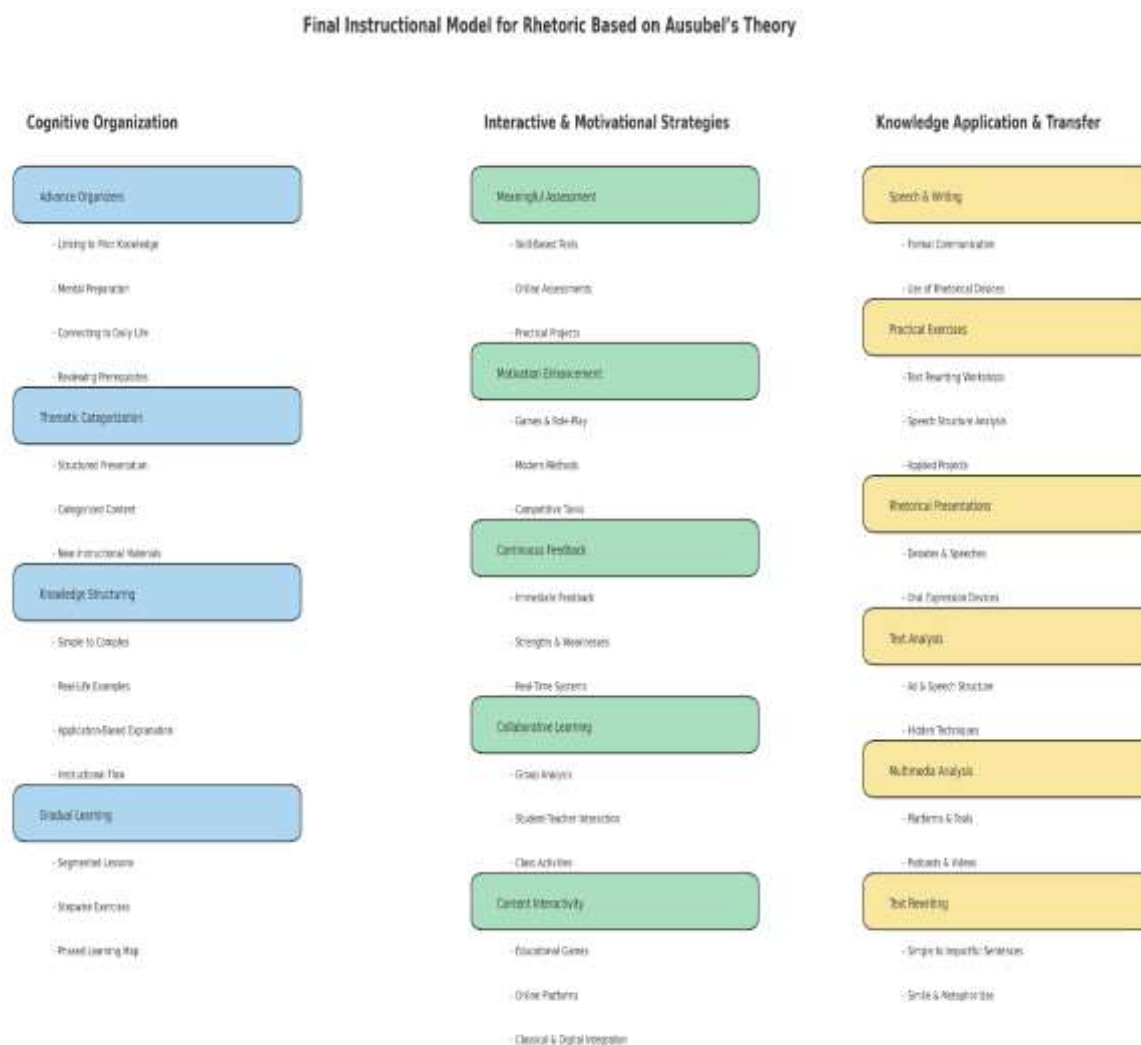 Final Instructional Model for Rhetoric Based on Ausubel's Theory
Cognitive Organization
Advance Organizers
- Linking to Prior Knowledge
- Mental Preparation
- Connecting to Daily Life
- Reviewing Prerequisites
Thematic Categorization
- Structured Presentation
- Categorized Content
- New Instructional Materials
Knowledge Structuring
- Simple to Complex
- Real-Life Examples
- Application-Based Explanation
- Instructional Flow
Gradual Learning
- Segmented Lessons
- Stepwise Exercises
- Phased Learning Map
Interactive & Motivational Strategies
Meaningful Assessment
- Skill-Based Tests
- Online Assessments
- Practical Projects
Motivation Enhancement
- Games & Role-Play
- Modern Methods
- Competitive Tasks
Continuous Feedback
- Immediate Feedback
- Strengths & Weaknesses
- Real-Time Systems
Collaborative Learning
- Group Analysis
- Student-Teacher Interaction
- Class Activities
Content Interactivity
- Educational Games
- Online Platforms
- Classical & Digital Integration
Knowledge Application & Transfer
Speech & Writing
- Formal Communication
- Use of Rhetorical Devices
Practical Exercises
- Text Rewriting Workshops
- Speech Structure Analysis
- Applied Projects
Rhetorical Presentations
- Debates & Speeches
- Oral Expression Devices
Text Analysis
- Ad & Speech Structure
- Hidden Techniques
Multimedia Analysis
- Platforms & Tools
- Podcasts & Videos
Text Rewriting
- Simple to Impactful Sentences
- Simile & Metaphor Use